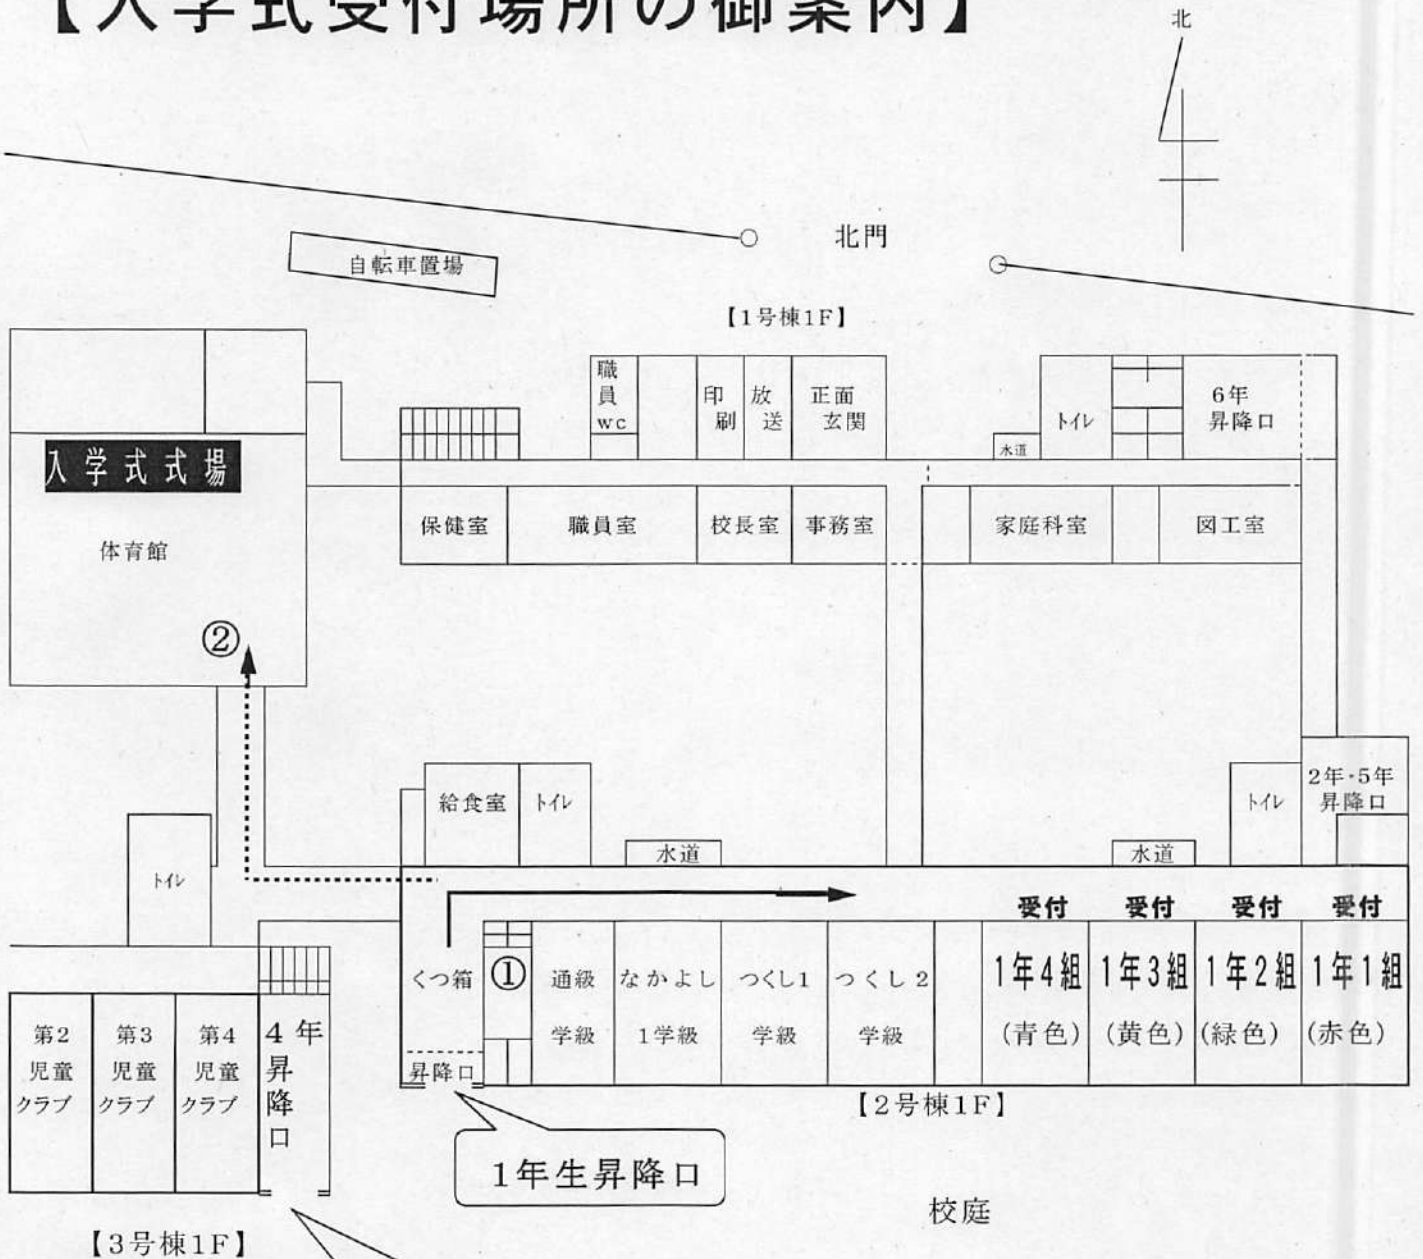 【入学式受付場所の御案内】
北
北門
自転車置場
【1号棟1F】
職員wc
印刷
放送
正面玄関
水道
トイレ
6年
昇降口
入学式式場
体育館
保健室
職員室
校長室
事務室
家庭科室
図工室
②
給食室
トイレ
水道
水道
トイレ
2年・5年
昇降口
トイレ
受付
受付
受付
受付
くつ箱
昇降口
①
通級
学級
なかよし
1学級
つくし1
学級
つくし2
学級
1年4組
(青色)
1年3組
(黄色)
1年2組
(緑色)
1年1組
(赤色)
第2
児童
クラブ
第3
児童
クラブ
第4
児童
クラブ
4年
昇降口
【2号棟1F】
1年生昇降口
校庭
【3号棟1F】